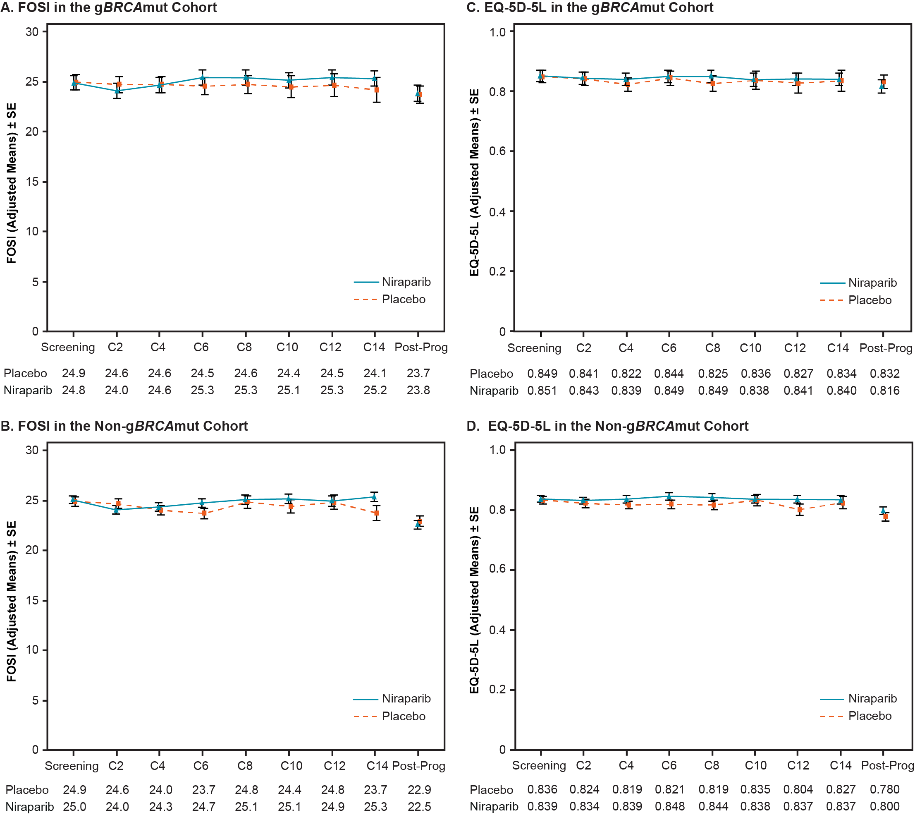 A. FOSI in the gBRCAmut Cohort
30
25
20
15
10
5
0
FOSI (Adjusted Means) ± SE
Niraparib
Placebo
Screening C2 C4 C6 C8 C10 C12 C14 Post-Prog
Placebo 24.9 24.6 24.6 24.5 24.6 24.4 24.5 24.1 23.7
Niraparib 24.8 24.0 24.6 25.3 25.3 25.1 25.3 25.2 23.8
B. FOSI in the Non-gBRCAmut Cohort
30
25
20
15
10
5
0
FOSI (Adjusted Means) ± SE
Niraparib
Placebo
Screening C2 C4 C6 C8 C10 C12 C14 Post-Prog
Placebo 24.9 24.6 24.0 23.7 24.8 24.4 24.8 23.7 22.9
Niraparib 25.0 24.0 24.3 24.7 25.1 25.1 24.9 25.3 22.5
C. EQ-5D-5L in the gBRCAmut Cohort
1.0
0.8
0.6
0.4
0.2
0
EQ-5D-5L (Adjusted Means) ± SE
Niraparib
Placebo
Screening C2 C4 C6 C8 C10 C12 C14 Post-Prog
Placebo 0.849 0.841 0.822 0.844 0.825 0.836 0.827 0.834 0.832
Niraparib 0.851 0.843 0.839 0.849 0.849 0.838 0.841 0.840 0.816
D. EQ-5D-5L in the Non-gBRCAmut Cohort
1.0
0.8
0.6
0.4
0.2
0
EQ-5D-5L (Adjusted Means) ± SE
Niraparib
Placebo
Screening C2 C4 C6 C8 C10 C12 C14 Post-Prog
Placebo 0.836 0.824 0.819 0.821 0.819 0.835 0.804 0.827 0.780
Niraparib 0.839 0.834 0.839 0.848 0.844 0.838 0.837 0.837 0.800